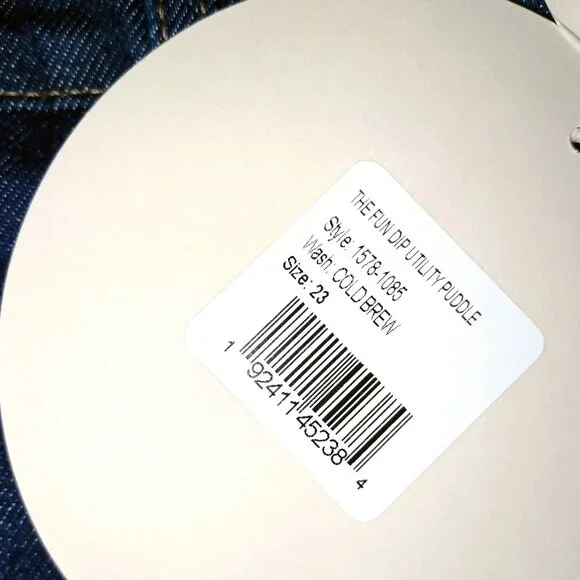 THE FUN DIP UTILITY PUDDLE
Style: 1578-1085
Wash: COLD BREW
Size: 23
1 92411 45238 4